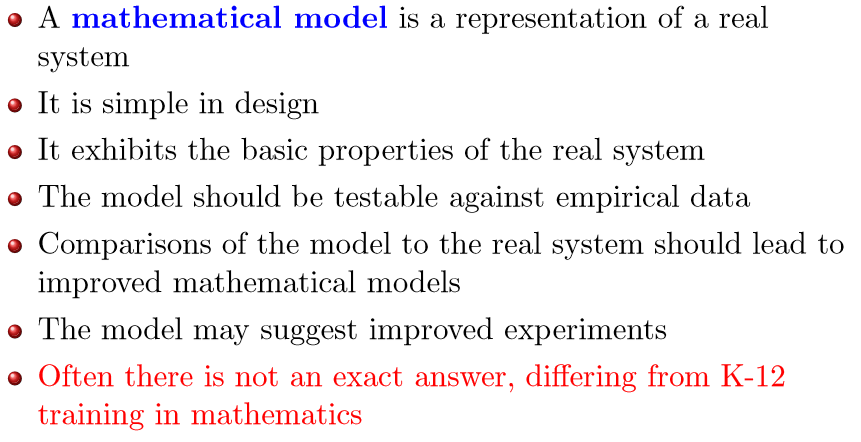 A mathematical model is a representation of a real
system
It is simple in design
It exhibits the basic properties of the real system
The model should be testable against empirical data
Comparisons of the model to the real system should lead to
improved mathematical models
The model may suggest improved experiments
Often there is not an exact answer, differing from K-12
training in mathematics